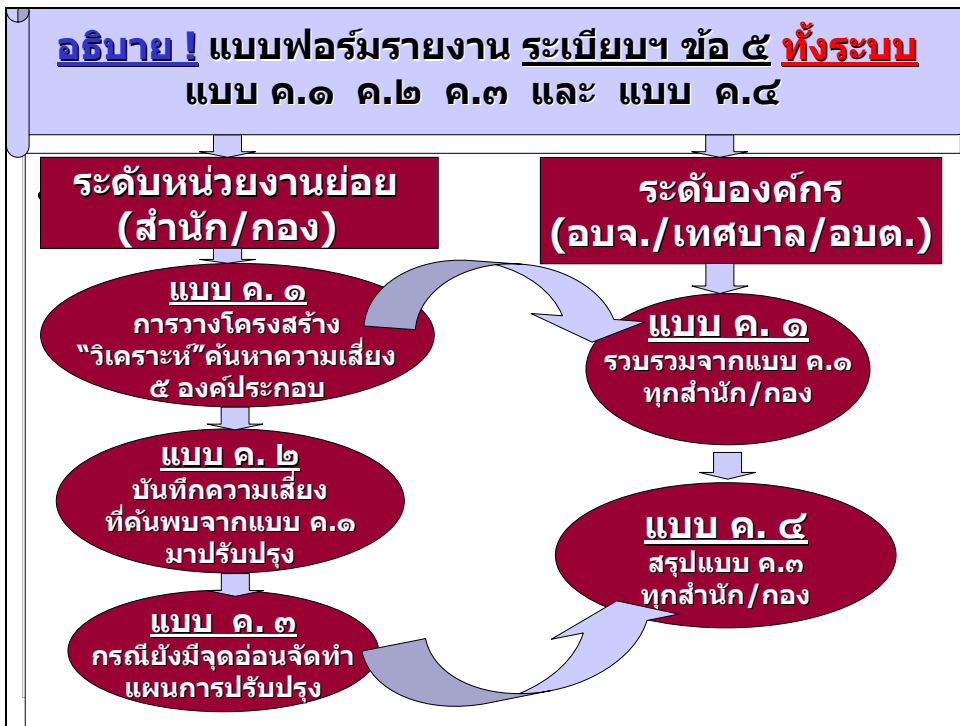 อธิบาย ! แบบฟอร์มรายงาน ระเบียบฯ ข้อ ๕ ทั้งระบบ
แบบ ค.๑ ค.๒ ค.๓ และ แบบ ค.๔
ระดับหน่วยงานย่อย
(สำนัก/กอง)
แบบ ค. ๑
การวางโครงสร้าง
“วิเคราะห์”ค้นหาความเสี่ยง
๕ องค์ประกอบ
แบบ ค. ๒
บันทึกความเสี่ยง
ที่ค้นพบจากแบบ ค.๑
มาปรับปรุง
แบบ ค. ๓
กรณียังมีจุดอ่อนจัดทำ
แผนการปรับปรุง
ระดับองค์กร
(อบจ./เทศบาล/อบต.)
แบบ ค. ๑
รวบรวมจากแบบ ค.๑
ทุกสำนัก/กอง
แบบ ค. ๔
สรุปแบบ ค.๓
ทุกสำนัก/กอง